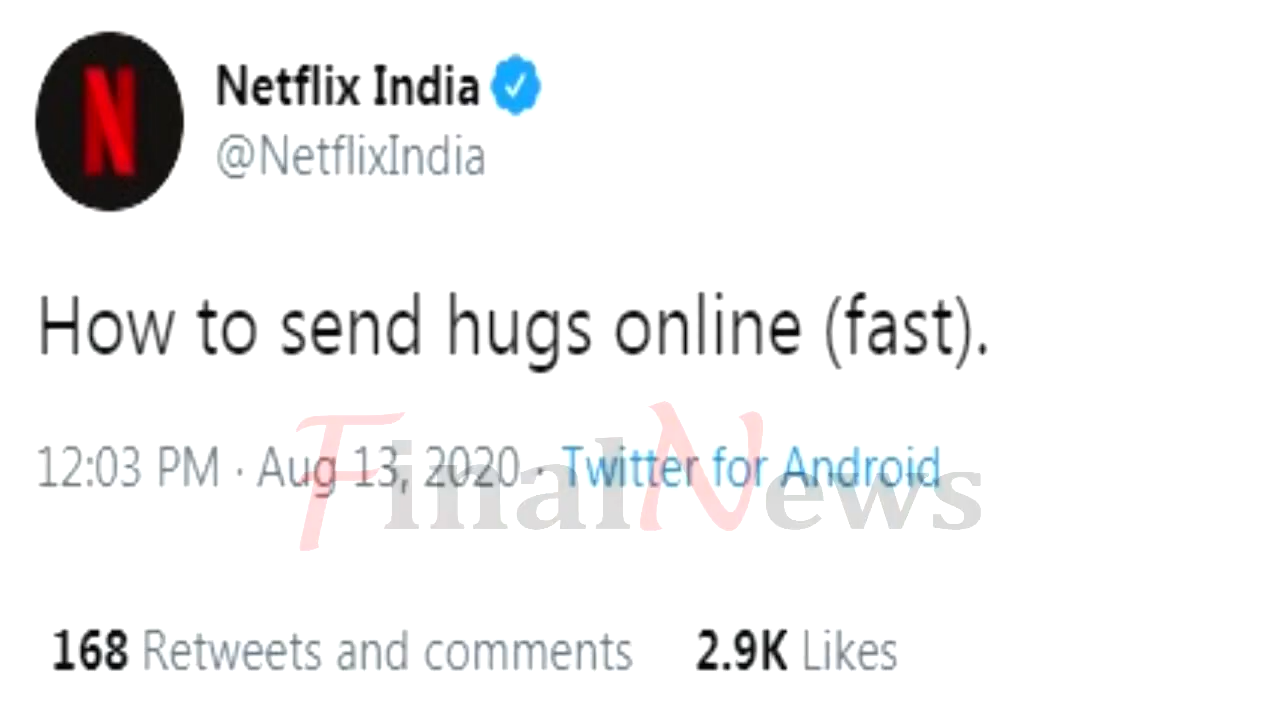 N
Netflix India
@NetflixIndia
How to send hugs online (fast).
12:03 PM · Aug 13, 2020 · Twitter for Android
FinalNews
168 Retweets and comments 2.9K Likes